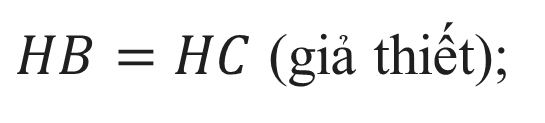 HB = HC (giả thiết);